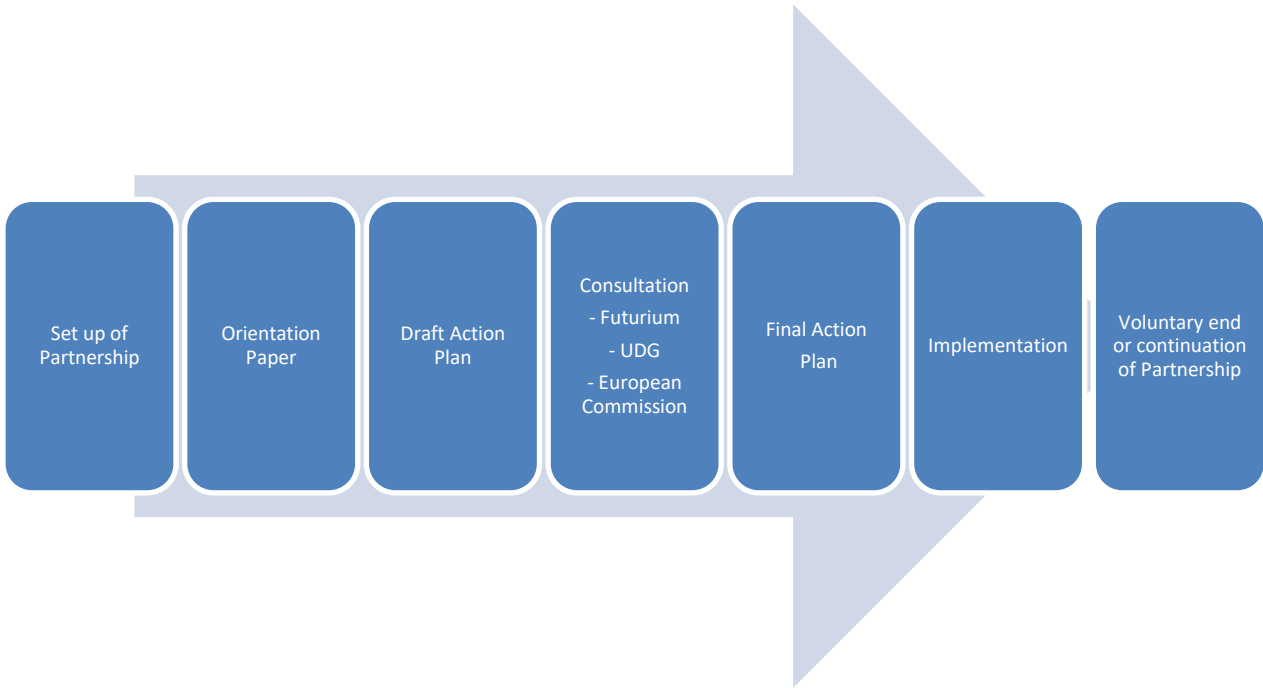 Set up of
Partnership
Orientation
Paper
Draft Action
Plan
Consultation
- Futurium
- UDG
- European
Commission
Final Action
Plan
Implementation
Voluntary end
or continuation
of Partnership